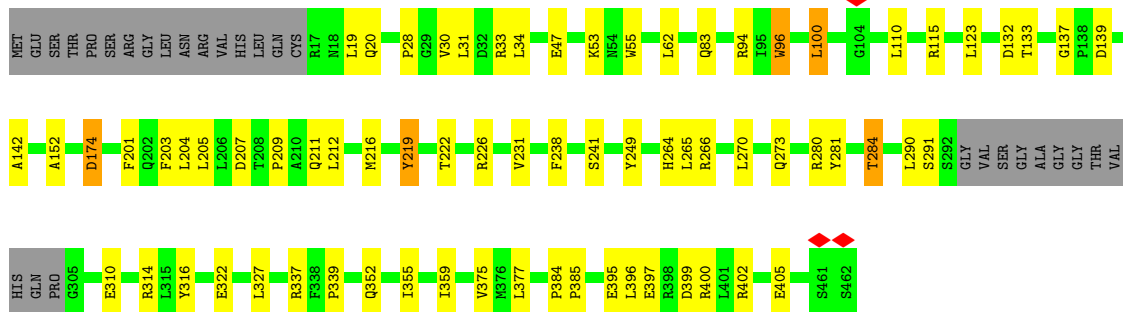 MET GLU SER THR PRO SER ARG GLY LEU ASN ARG VAL HIS LEU GLN CYS R17 N18 L19 Q20 P28 G29 V30 L31 D32 R33 L34 E47 K53 N54 W55 L62 Q83 R94 I95 W96 L100 G104 L110 R115 L123 D132 T133 G137 P138 D139
A142 A152 D174 F201 Q202 F203 L204 L205 L206 D207 T208 P209 A210 Q211 L212 M216 Y219 T222 R226 V231 F238 S241 Y249 H264 L265 R266 L270 Q273 R280 Y281 T284 L290 S291 S292 GLY VAL SER GLY ALA GLY GLY THR VAL
HIS GLN PRO G305 E310 R314 L315 Y316 E322 L327 R337 F338 P339 Q352 I355 I359 V375 M376 L377 P384 P385 E395 L396 E397 R398 D399 R400 L401 R402 E405 S461 S462